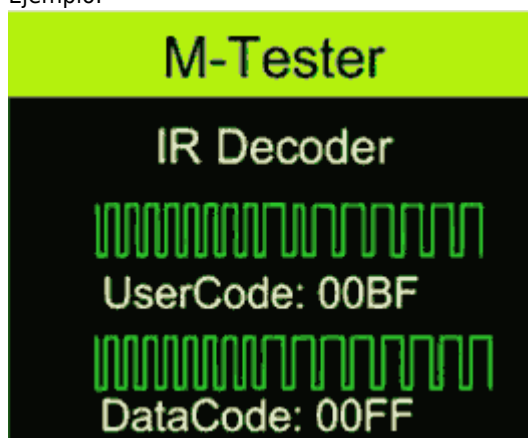 Ejemplo:
M-Tester
IR Decoder
UserCode: 00BF
DataCode: 00FF